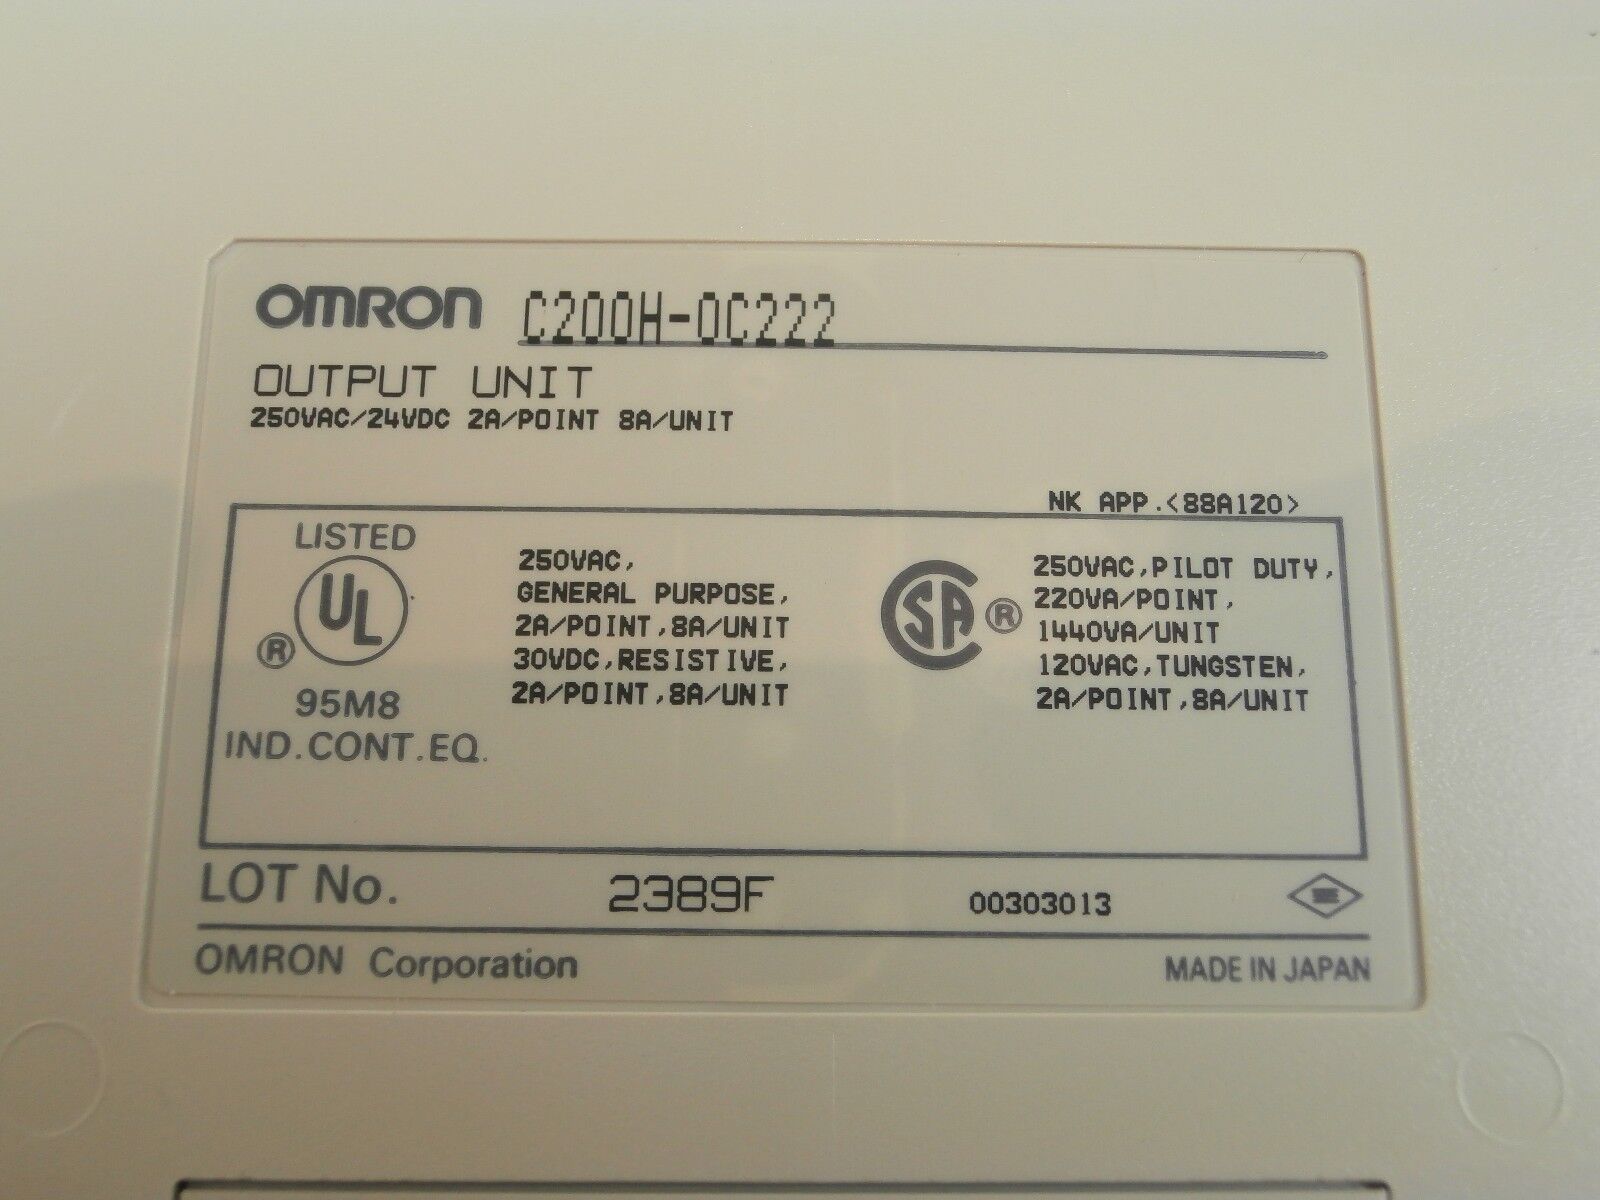 OMRON C200H-OC222
OUTPUT UNIT
250VAC/24VDC 2A/POINT 8A/UNIT
NK APP.<88A120>
LISTED
UL
®
95M8
IND.CONT.EQ.
250VAC,
GENERAL PURPOSE,
2A/POINT,8A/UNIT
30VDC,RESISTIVE,
2A/POINT,8A/UNIT
SA ®
250VAC,PILOT DUTY,
220VA/POINT,
1440VA/UNIT
120VAC,TUNGSTEN,
2A/POINT,8A/UNIT
LOT No. 2389F 00303013
OMRON Corporation MADE IN JAPAN